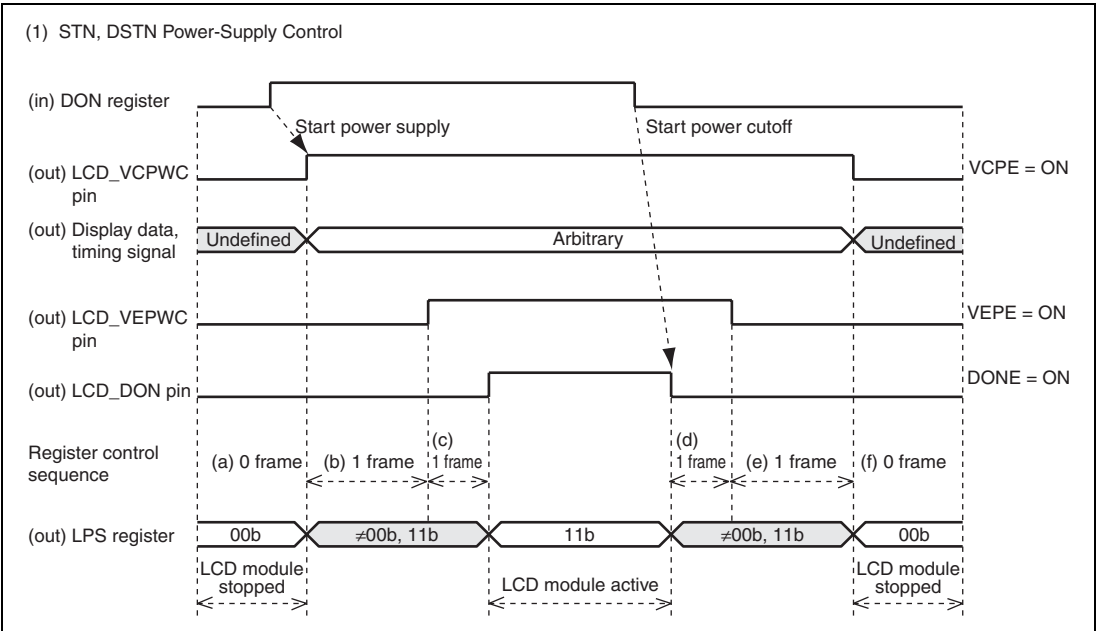 (1) STN, DSTN Power-Supply Control
(in) DON register
Start power supply
Start power cutoff
(out) LCD_VCPWC
pin
VCPE = ON
(out) Display data,
timing signal
Undefined
Arbitrary
Undefined
(out) LCD_VEPWC
pin
VEPE = ON
(out) LCD_DON pin
DONE = ON
Register control
sequence
(a) 0 frame
(b) 1 frame
(c)
1 frame
(d)
1 frame
(e) 1 frame
(f) 0 frame
(out) LPS register
00b
≠00b, 11b
11b
≠00b, 11b
00b
LCD module
stopped
LCD module active
LCD module
stopped